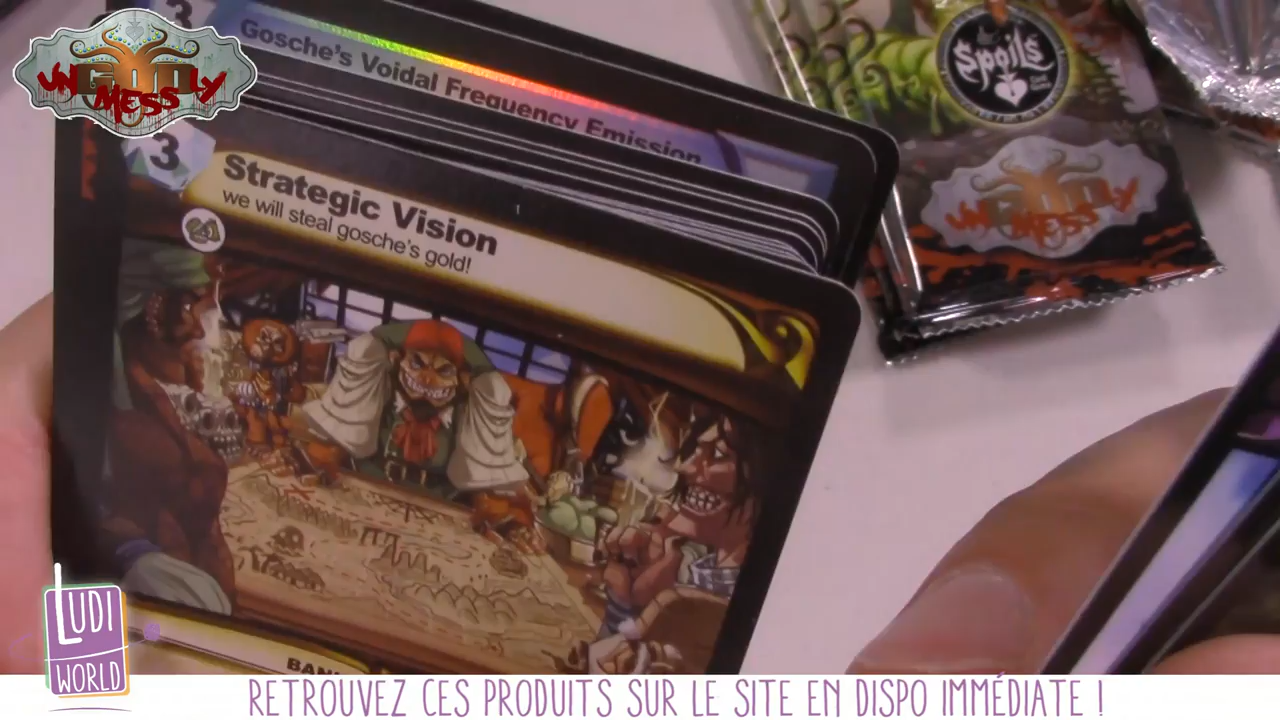 UNGODLY
MESS
3
Gosche's Voidal Frequency Emission
3
Strategic Vision
we will steal gosche's gold!
Spoils
UNGODLY
MESS
LUDI
WORLD
RETROUVEZ CES PRODUITS SUR LE SITE EN DISPO IMMÉDIATE !